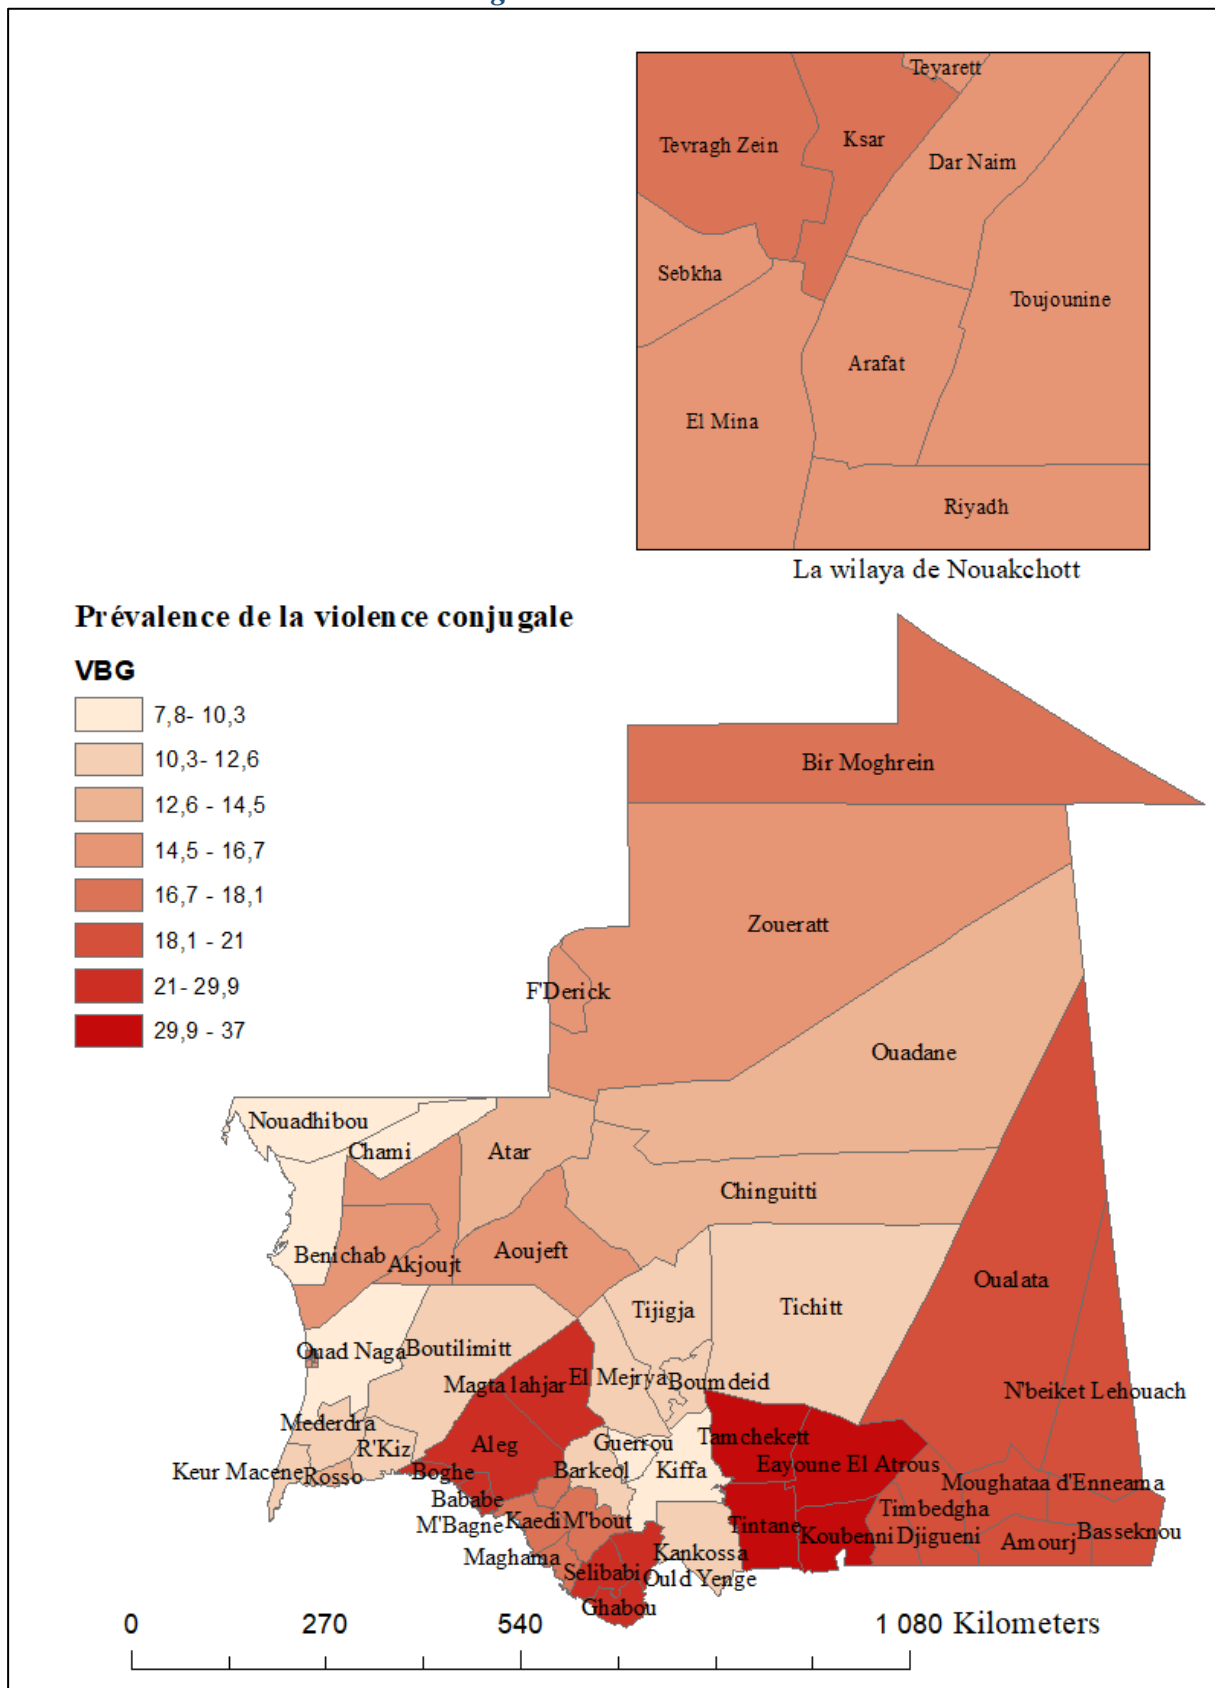 Teyarett
Tevragh Zein
Ksar
Dar Naim
Sebkha
Toujounine
Arafat
El Mina
Riyadh
La wilaya de Nouakchott
Prévalence de la violence conjugale
VBG
7,8- 10,3
10,3- 12,6
12,6 - 14,5
14,5 - 16,7
16,7 - 18,1
18,1 - 21
21- 29,9
29,9 - 37
Bir Moghrein
Zoueratt
F'Derick
Ouadane
Nouadhibou
Chami
Atar
Chinguitti
Benichab
Akjoujt
Aoujeft
Oualata
Tijigja
Tichitt
Ouad Naga
Boutilimitt
Magta lahjar
El Mejrya
Boumdeid
N'beiket Lehouach
Mederdra
R'Kiz
Aleg
Guerrou
Tamchekett
Keur Macene
Rosso
Boghe
Barkeol
Kiffa
Eayoune El Atrous
Moughataa d'Enneama
Bababe
Timbedgha
M'Bagne
Kaedi
M'bout
Tintane
Koubenni
Djigueni
Amourj
Basseknou
Maghama
Selibabi
Kankossa
Ould Yenge
Ghabou
0 270 540 1 080 Kilometers